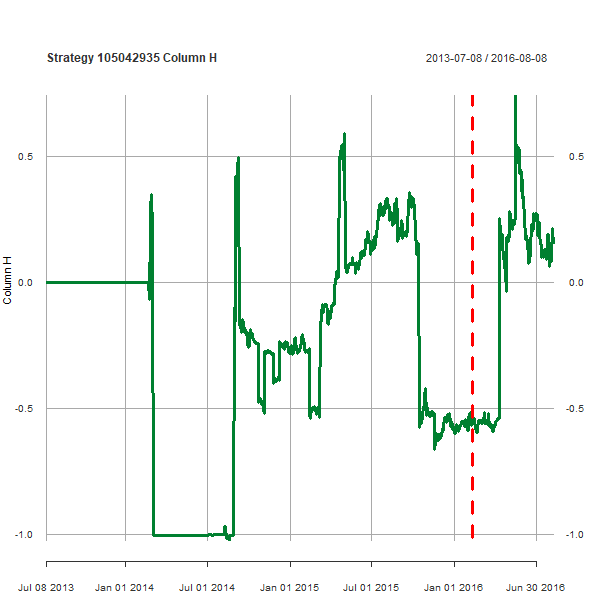 Strategy 105042935 Column H
2013-07-08 / 2016-08-08
Column H
0.5
0.5
0.0
0.0
-0.5
-0.5
-1.0
-1.0
Jul 08 2013
Jan 01 2014
Jul 01 2014
Jan 01 2015
Jul 01 2015
Jan 01 2016
Jun 30 2016